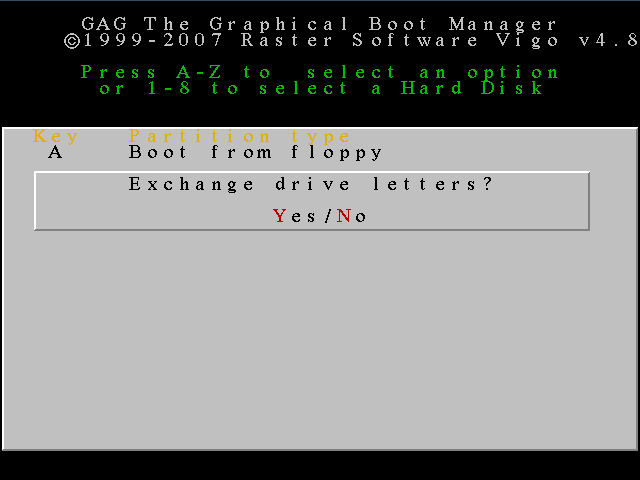 GAG The Graphical Boot Manager
©1999-2007 Raster Software Vigo v4.8
Press A-Z to select an option
or 1-8 to select a Hard Disk
Key Partition type
A Boot from floppy
Exchange drive letters?
Yes/No